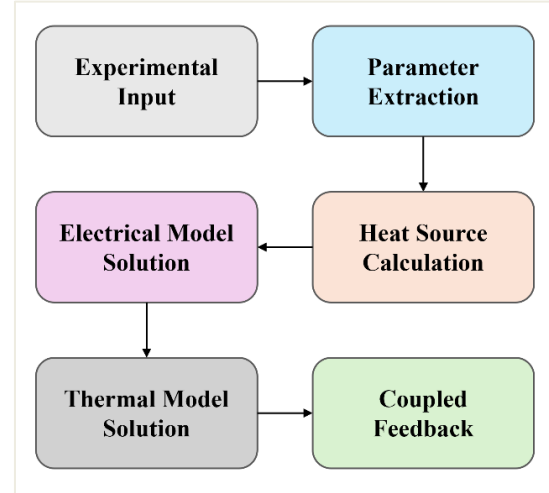 Experimental
Input
Parameter
Extraction
Electrical Model
Solution
Heat Source
Calculation
Thermal Model
Solution
Coupled
Feedback